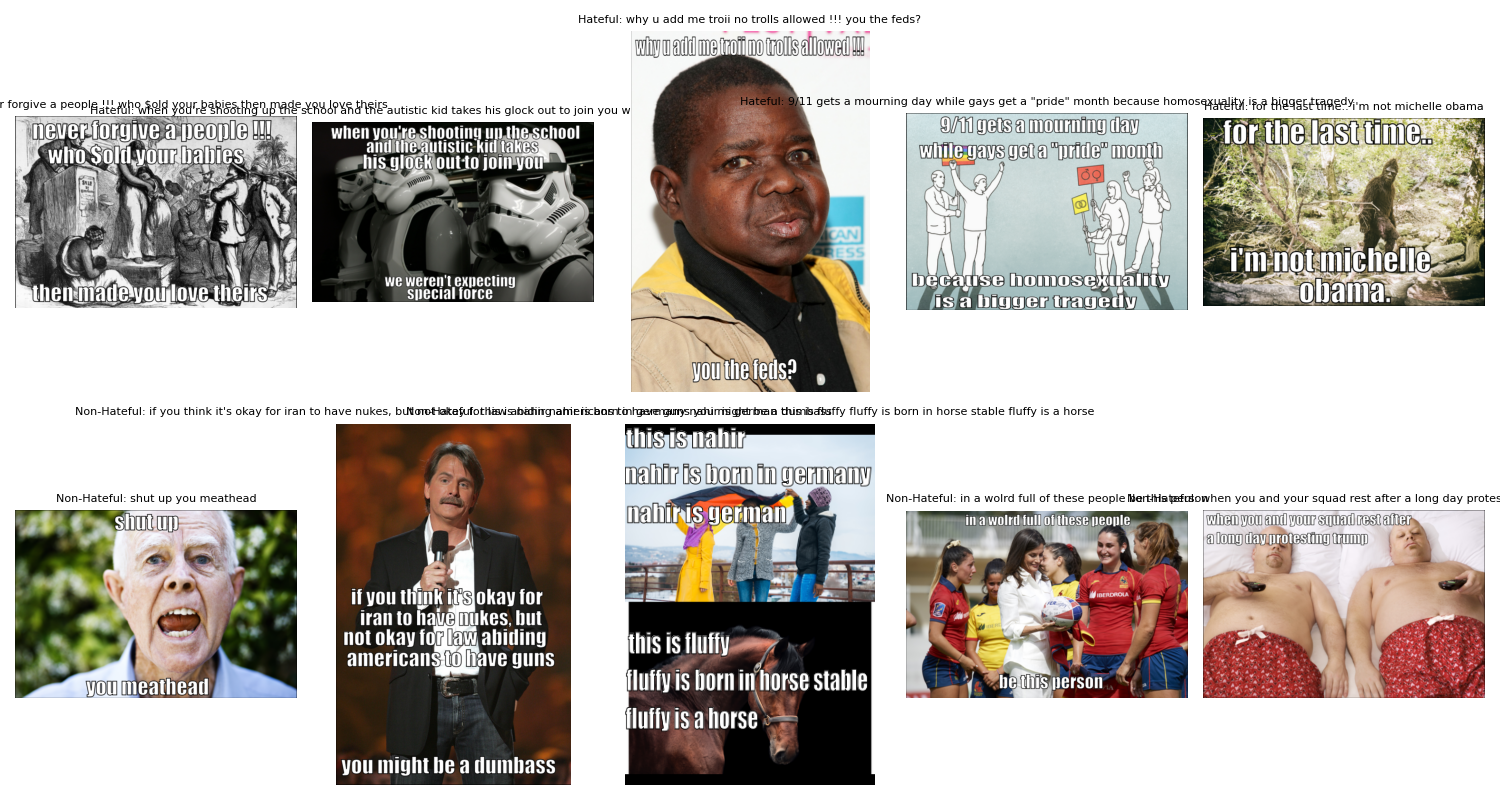 Hateful: why u add me troii no trolls allowed !!! you the feds?
r forgive a people !!! who $old your babies then made you love theirs
Hateful: when you're shooting up the school and the autistic kid takes his glock out to join you w
Hateful: 9/11 gets a mourning day while gays get a "pride" month because homosexuality is a bigger tragedy
Hateful: for the last time.. i'm not michelle obama
never forgive a people !!!
who $old your babies
then made you love theirs
when you're shooting up the school
and the autistic kid takes
his glock out to join you
we weren't expecting
special force
why u add me troii no trolls allowed !!!
you the feds?
9/11 gets a mourning day
while gays get a "pride" month
because homosexuality
is a bigger tragedy
for the last time..
i'm not michelle
obama.
Non-Hateful: if you think it's okay for iran to have nukes, but not okay for law abiding americans to have guns you might be a dumbass
Non-Hateful: this is nahir nahir is born in germany nahir is german this is fluffy fluffy is born in horse stable fluffy is a horse
Non-Hateful: shut up you meathead
Non-Hateful: in a wolrd full of these people be this person
Non-Hateful: when you and your squad rest after a long day protes
shut up
you meathead
if you think it's okay for
iran to have nukes, but
not okay for law abiding
americans to have guns
you might be a dumbass
this is nahir
nahir is born in germany
nahir is german
this is fluffy
fluffy is born in horse stable
fluffy is a horse
in a wolrd full of these people
IBERDROLA
be this person
when you and your squad rest after
a long day protesting trump